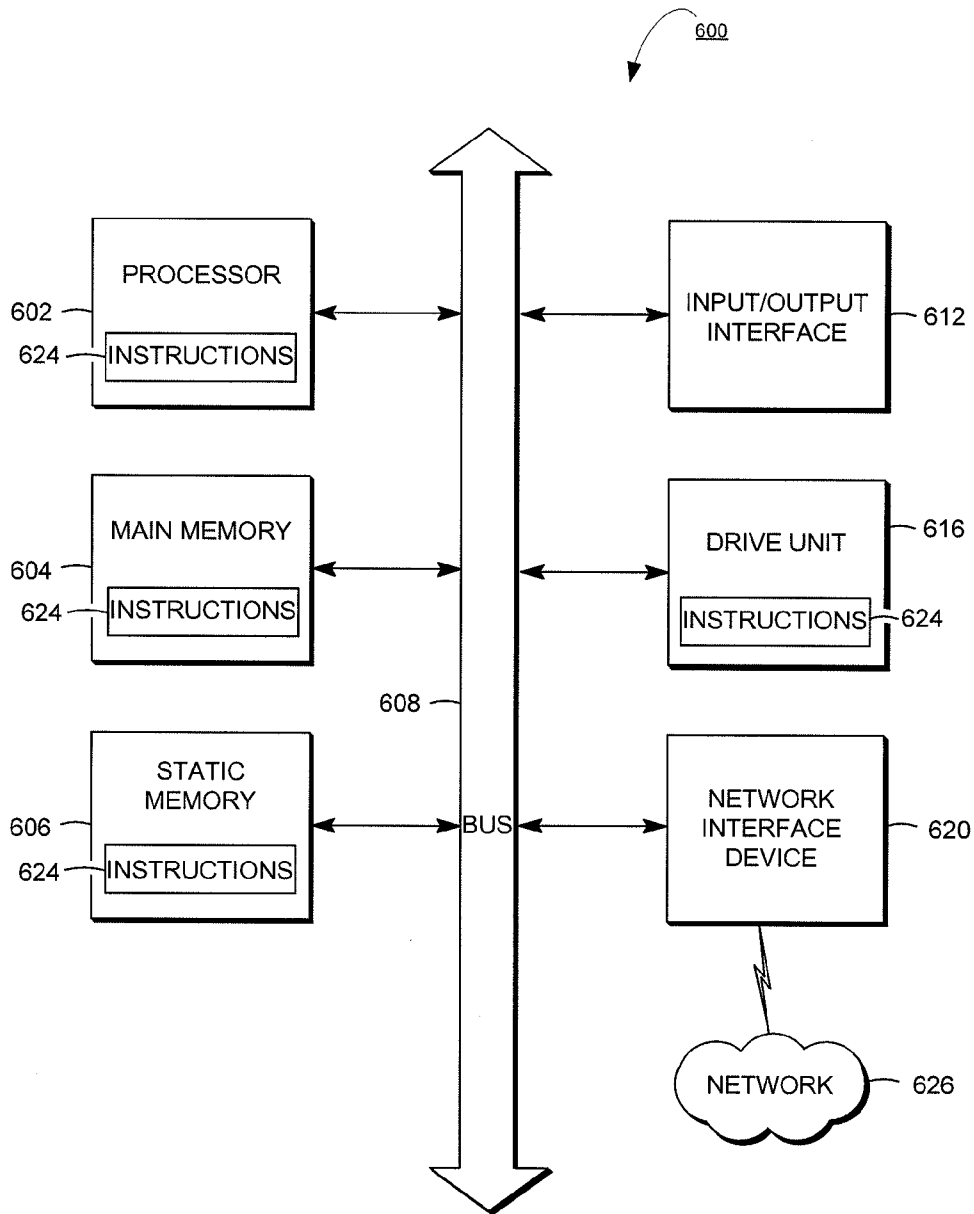 600
PROCESSOR
602
624
INSTRUCTIONS
INPUT/OUTPUT
INTERFACE
612
MAIN MEMORY
604
624
INSTRUCTIONS
DRIVE UNIT
616
INSTRUCTIONS
624
608
STATIC
MEMORY
606
624
INSTRUCTIONS
BUS
NETWORK
INTERFACE
DEVICE
620
NETWORK
626